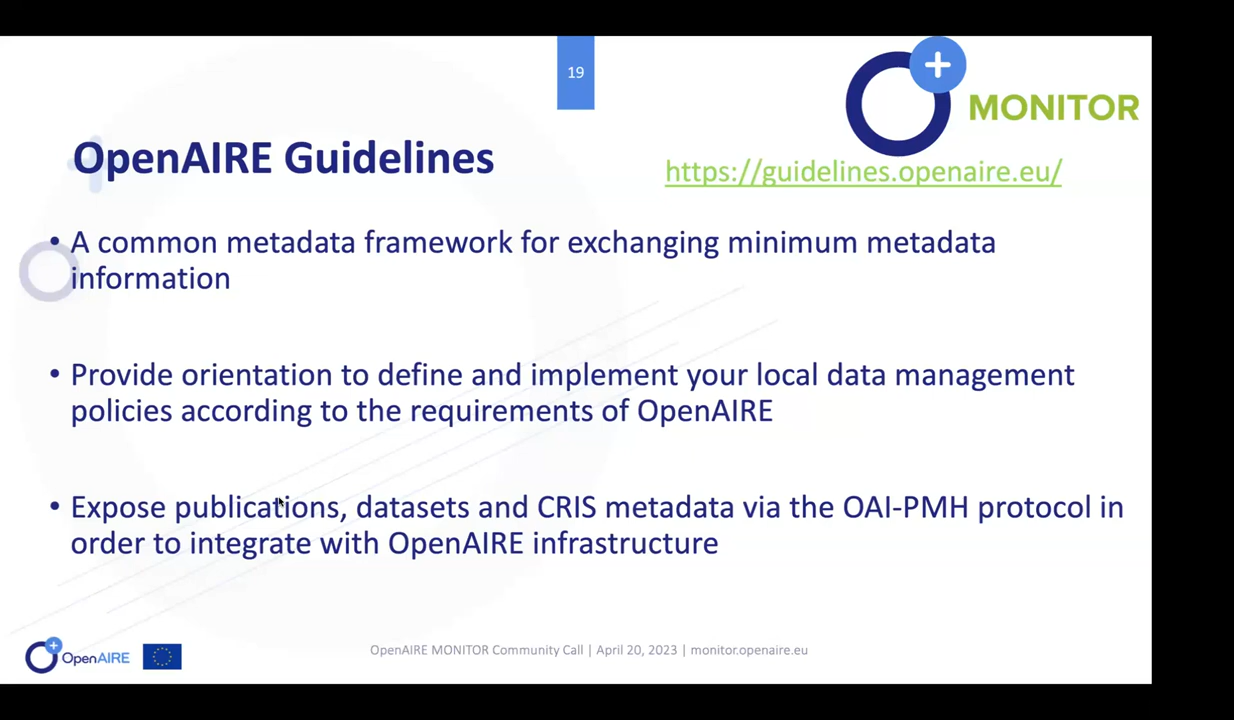 19
MONITOR
OpenAIRE Guidelines
https://guidelines.openaire.eu/
• A common metadata framework for exchanging minimum metadata
information
• Provide orientation to define and implement your local data management
policies according to the requirements of OpenAIRE
• Expose publications, datasets and CRIS metadata via the OAI-PMH protocol in
order to integrate with OpenAIRE infrastructure
OpenAIRE
OpenAIRE MONITOR Community Call | April 20, 2023 | monitor.openaire.eu